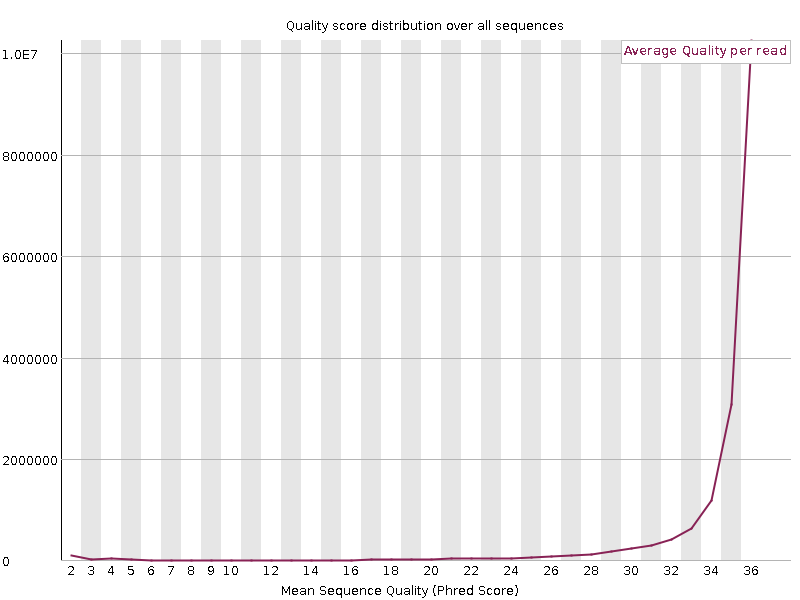 Quality score distribution over all sequences
Average Quality per read
1.0E7
8000000
6000000
4000000
2000000
0
2 3 4 5 6 7 8 9 10 12 14 16 18 20 22 24 26 28 30 32 34 36
Mean Sequence Quality (Phred Score)